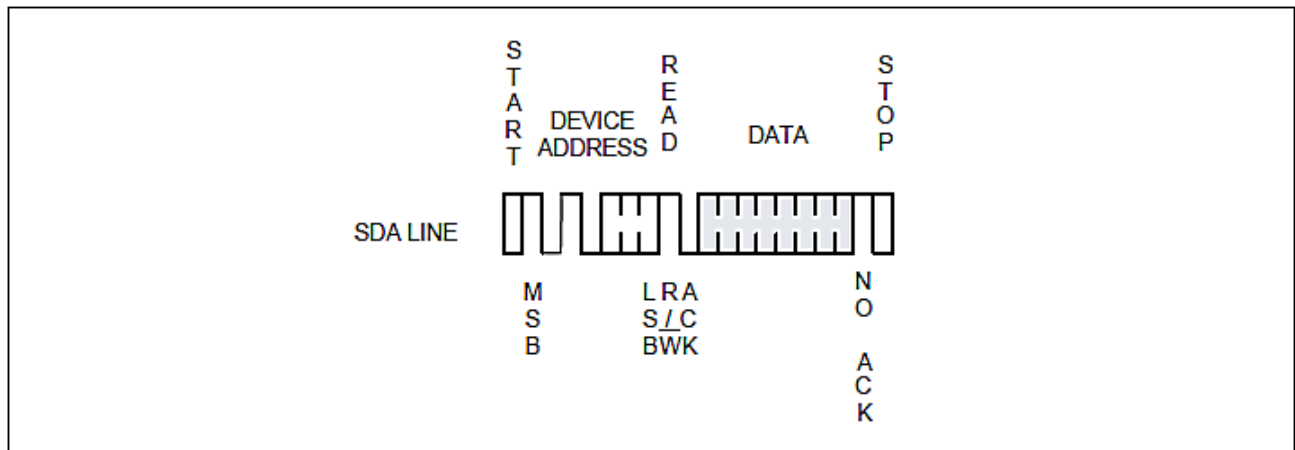 START
DEVICE
ADDRESS
READ
DATA
STOP
SDA LINE
MSB
LSB
R/W
ACK
NO ACK